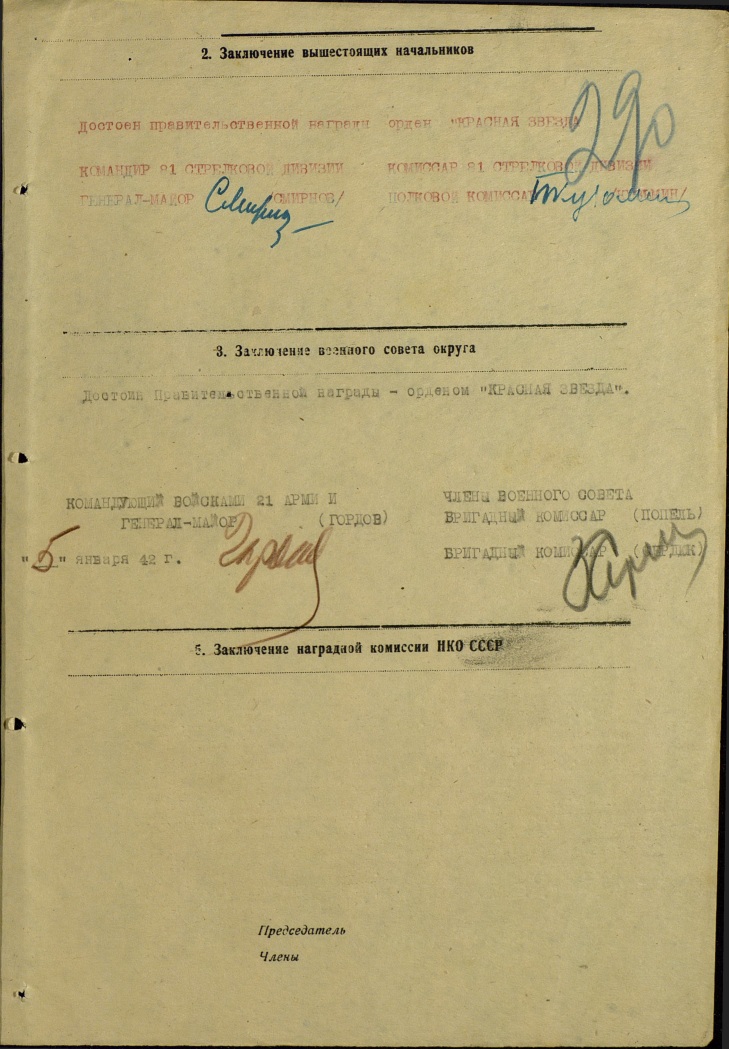 2. Заключение вышестоящих начальников
290
Достоен правительственной награды орден "КРАСНАЯ ЗВЕЗДА
КОМАНДИР 81 СТРЕЛКОВОЙ ДИВИЗИИ КОМИССАР 81 СТРЕЛКОВОЙ ДИВИЗИИ
ГЕНЕРАЛ-МАЙОР /СМИРНОВ/ ПОЛКОВОЙ КОМИССАР
3. Заключение военного совета округа
Достоин Правительственной награды - орденом "КРАСНАЯ ЗВЕЗДА".
КОМАНДУЮЩИЙ ВОЙСКАМИ 21 АРМИ И ЧЛЕНЫ ВОЕННОГО СОВЕТА
ГЕНЕРАЛ-МАЙОР (ГОРДОВ) БРИГАДНЫЙ КОМИССАР (ПОПЕЛЬ)
"5" января 42 г. БРИГАДНЫЙ КОМИССАР
5. Заключение наградной комиссии НКО СССР
Председатель
Члены